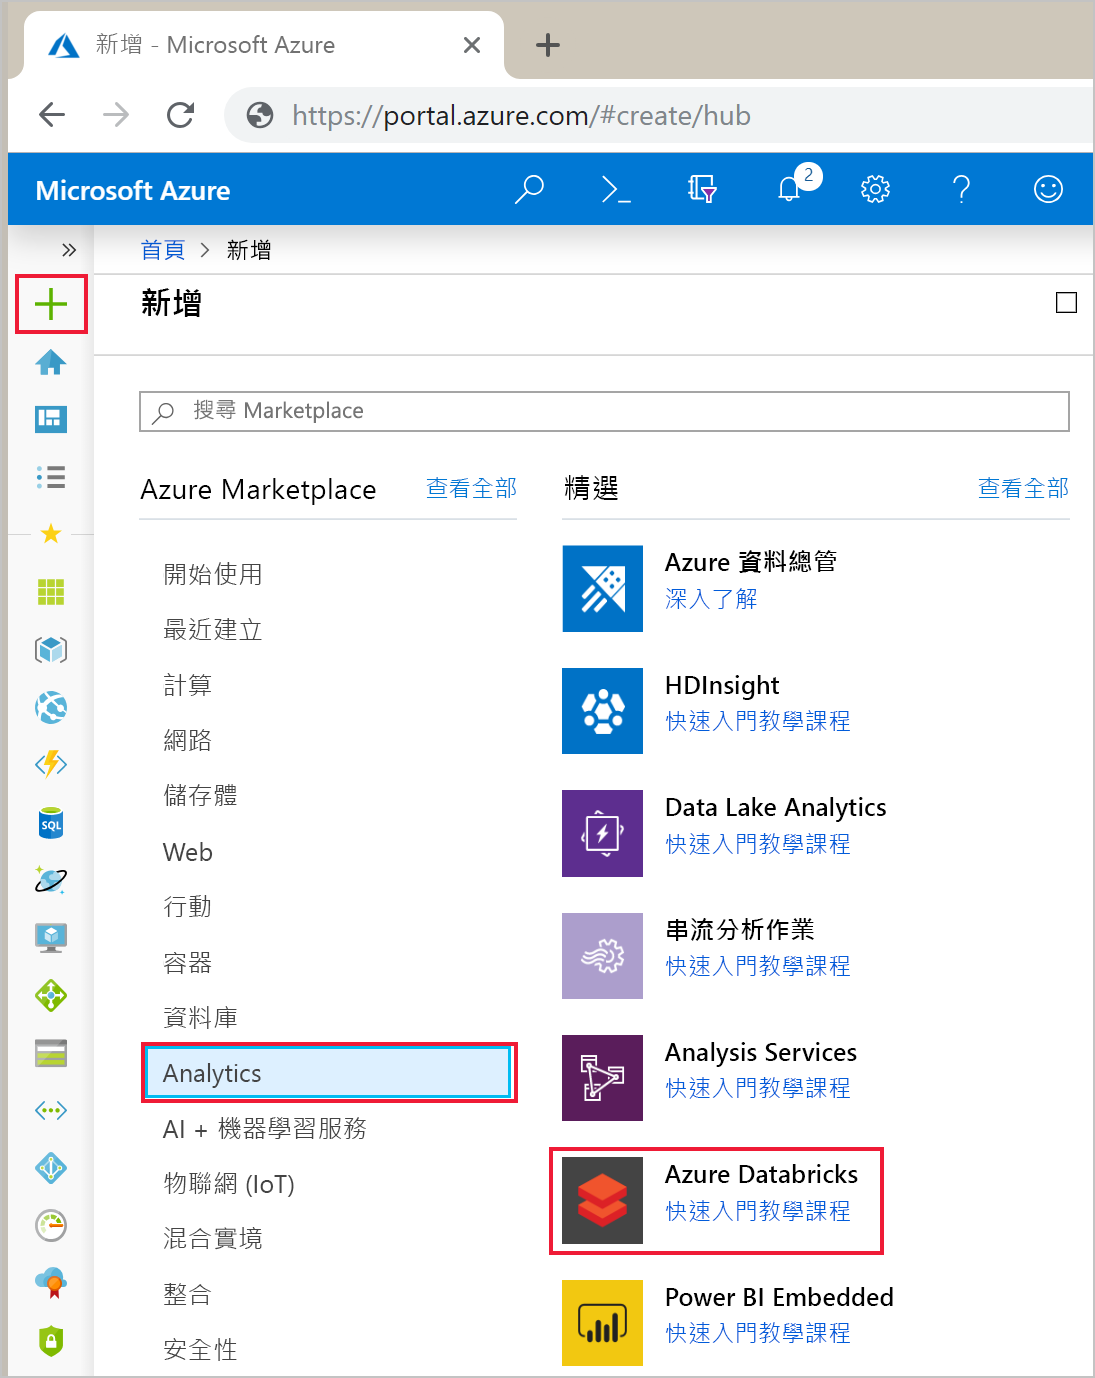 新增 - Microsoft Azure
https://portal.azure.com/#create/hub
Microsoft Azure
2
首頁 > 新增
新增
搜尋 Marketplace
Azure Marketplace 查看全部
開始使用
最近建立
計算
網路
儲存體
Web
行動
容器
資料庫
Analytics
AI + 機器學習服務
物聯網 (IoT)
混合實境
整合
安全性
精選 查看全部
Azure 資料總管
深入了解
HDInsight
快速入門教學課程
Data Lake Analytics
快速入門教學課程
串流分析作業
快速入門教學課程
Analysis Services
快速入門教學課程
Azure Databricks
快速入門教學課程
Power BI Embedded
快速入門教學課程
SQL